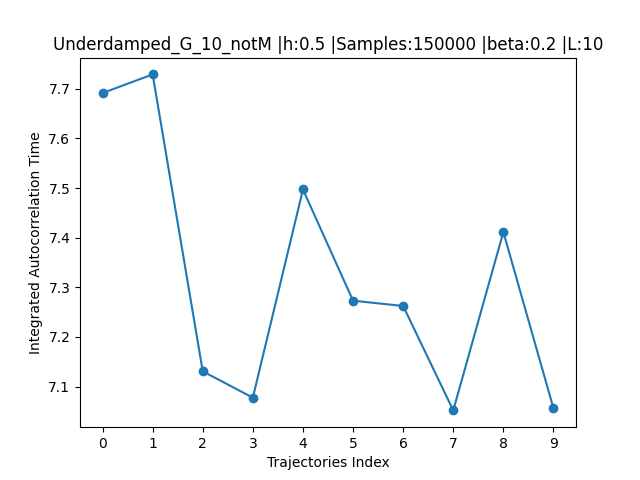 Underdamped_G_10_notM |h:0.5 |Samples:150000 |beta:0.2 |L:10
Integrated Autocorrelation Time
7.7
7.6
7.5
7.4
7.3
7.2
7.1
0 1 2 3 4 5 6 7 8 9
Trajectories Index